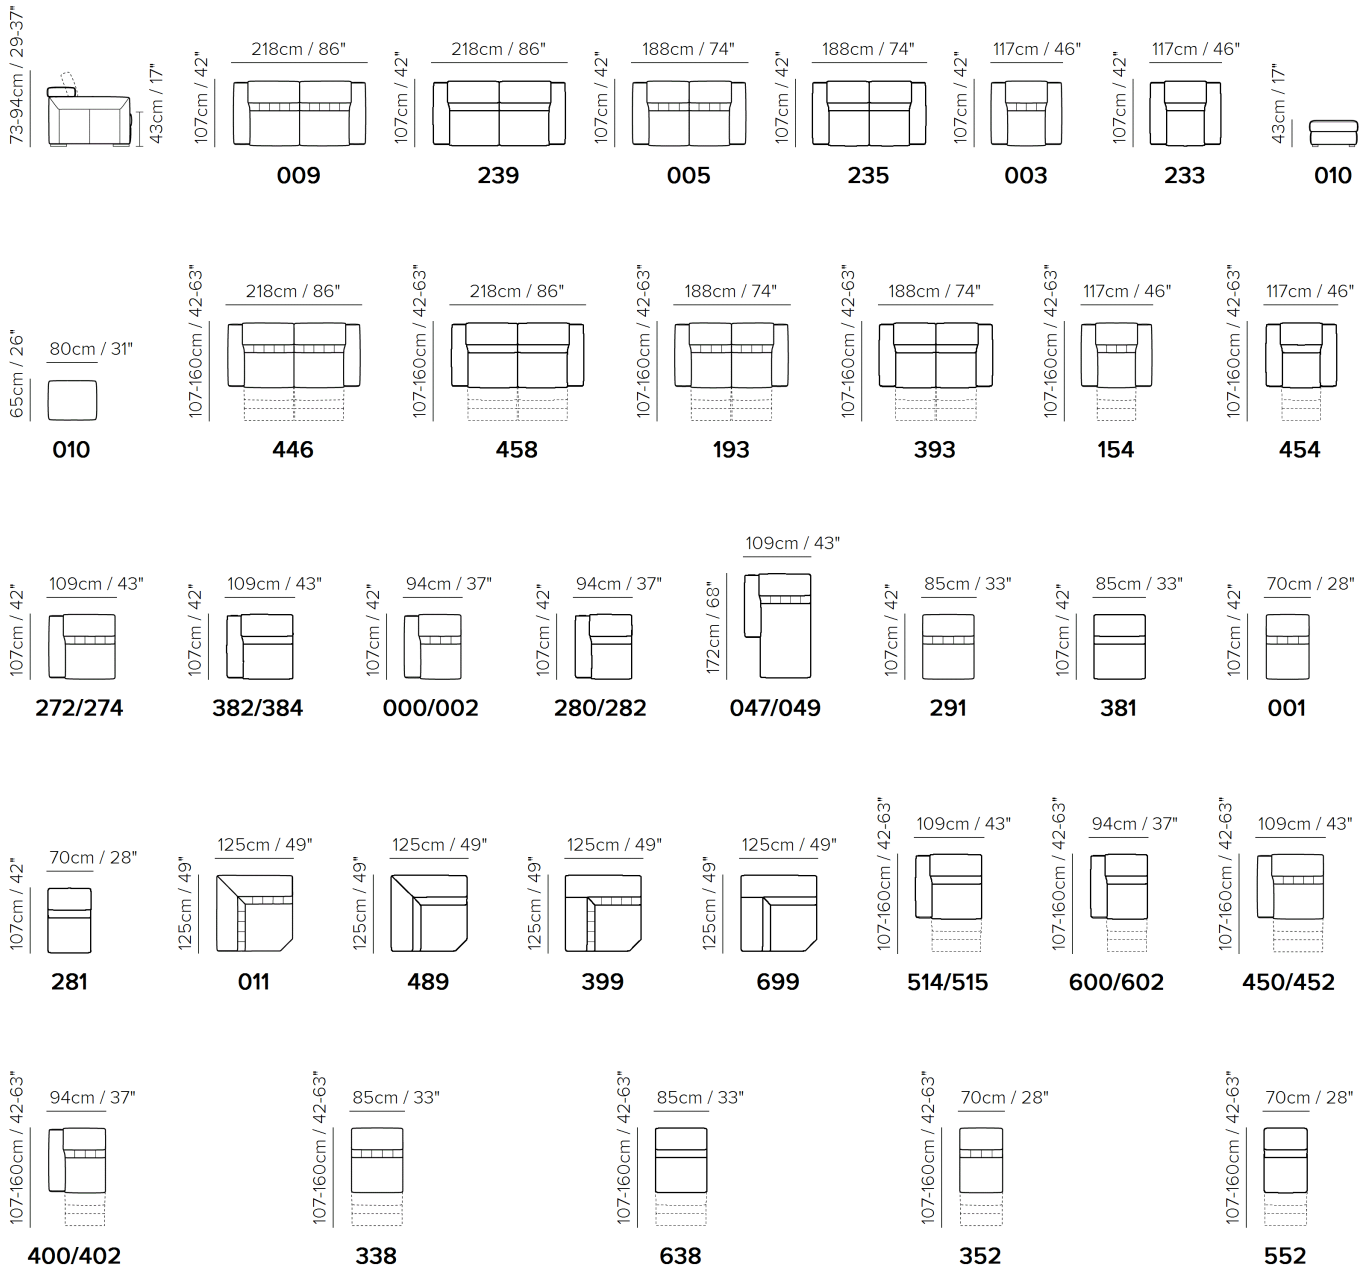 73-94cm / 29-37"
43cm / 17"
107cm / 42"
218cm / 86"
009
107cm / 42"
218cm / 86"
239
107cm / 42"
188cm / 74"
005
107cm / 42"
188cm / 74"
235
107cm / 42"
117cm / 46"
003
107cm / 42"
117cm / 46"
233
43cm / 17"
010
65cm / 26"
80cm / 31"
010
107-160cm / 42-63"
218cm / 86"
446
107-160cm / 42-63"
218cm / 86"
458
107-160cm / 42-63"
188cm / 74"
193
107-160cm / 42-63"
188cm / 74"
393
107-160cm / 42-63"
117cm / 46"
154
107-160cm / 42-63"
117cm / 46"
454
107cm / 42"
109cm / 43"
272/274
107cm / 42"
109cm / 43"
382/384
107cm / 42"
94cm / 37"
000/002
107cm / 42"
94cm / 37"
280/282
172cm / 68"
109cm / 43"
047/049
107cm / 42"
85cm / 33"
291
107cm / 42"
85cm / 33"
381
107cm / 42"
70cm / 28"
001
107cm / 42"
70cm / 28"
281
125cm / 49"
125cm / 49"
011
125cm / 49"
125cm / 49"
489
125cm / 49"
125cm / 49"
399
125cm / 49"
125cm / 49"
699
107-160cm / 42-63"
109cm / 43"
514/515
107-160cm / 42-63"
94cm / 37"
600/602
107-160cm / 42-63"
109cm / 43"
450/452
107-160cm / 42-63"
94cm / 37"
400/402
107-160cm / 42-63"
85cm / 33"
338
107-160cm / 42-63"
85cm / 33"
638
107-160cm / 42-63"
70cm / 28"
352
107-160cm / 42-63"
70cm / 28"
552